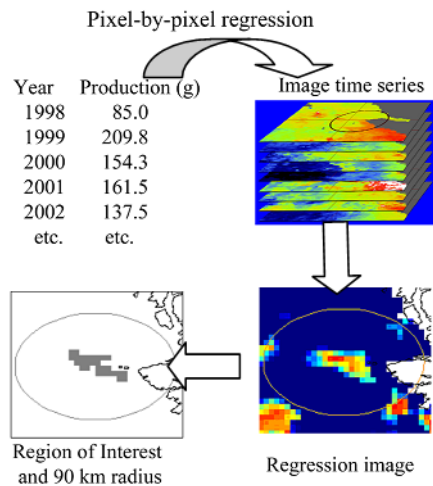 Pixel-by-pixel regression
Year Production (g)
1998 85.0
1999 209.8
2000 154.3
2001 161.5
2002 137.5
etc. etc.
Image time series
Region of Interest
and 90 km radius
Regression image